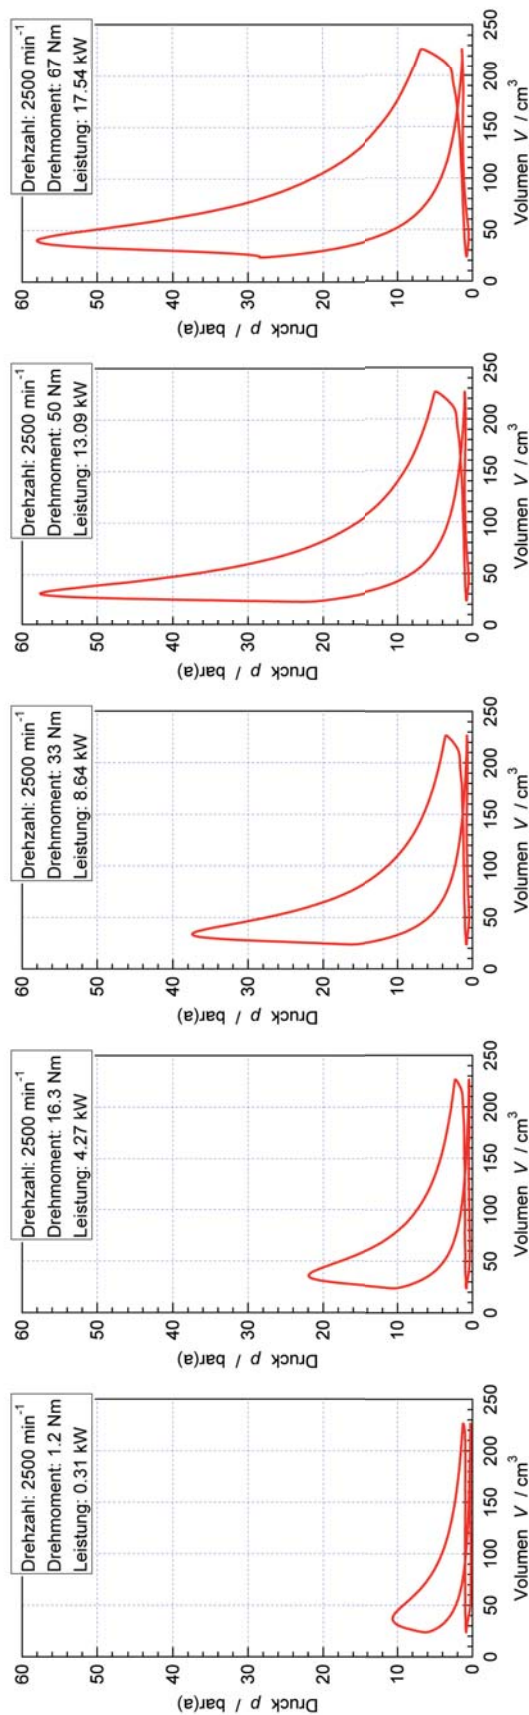 Drehzahl: 2500 min⁻¹
Drehmoment: 1.2 Nm
Leistung: 0.31 kW
60
50
40
30
20
10
0
Druck p / bar(a)
0 50 100 150 200 250
Volumen V / cm³
Drehzahl: 2500 min⁻¹
Drehmoment: 16.3 Nm
Leistung: 4.27 kW
60
50
40
30
20
10
0
Druck p / bar(a)
0 50 100 150 200 250
Volumen V / cm³
Drehzahl: 2500 min⁻¹
Drehmoment: 33 Nm
Leistung: 8.64 kW
60
50
40
30
20
10
0
Druck p / bar(a)
0 50 100 150 200 250
Volumen V / cm³
Drehzahl: 2500 min⁻¹
Drehmoment: 50 Nm
Leistung: 13.09 kW
60
50
40
30
20
10
0
Druck p / bar(a)
0 50 100 150 200 250
Volumen V / cm³
Drehzahl: 2500 min⁻¹
Drehmoment: 67 Nm
Leistung: 17.54 kW
60
50
40
30
20
10
0
Druck p / bar(a)
0 50 100 150 200 250
Volumen V / cm³